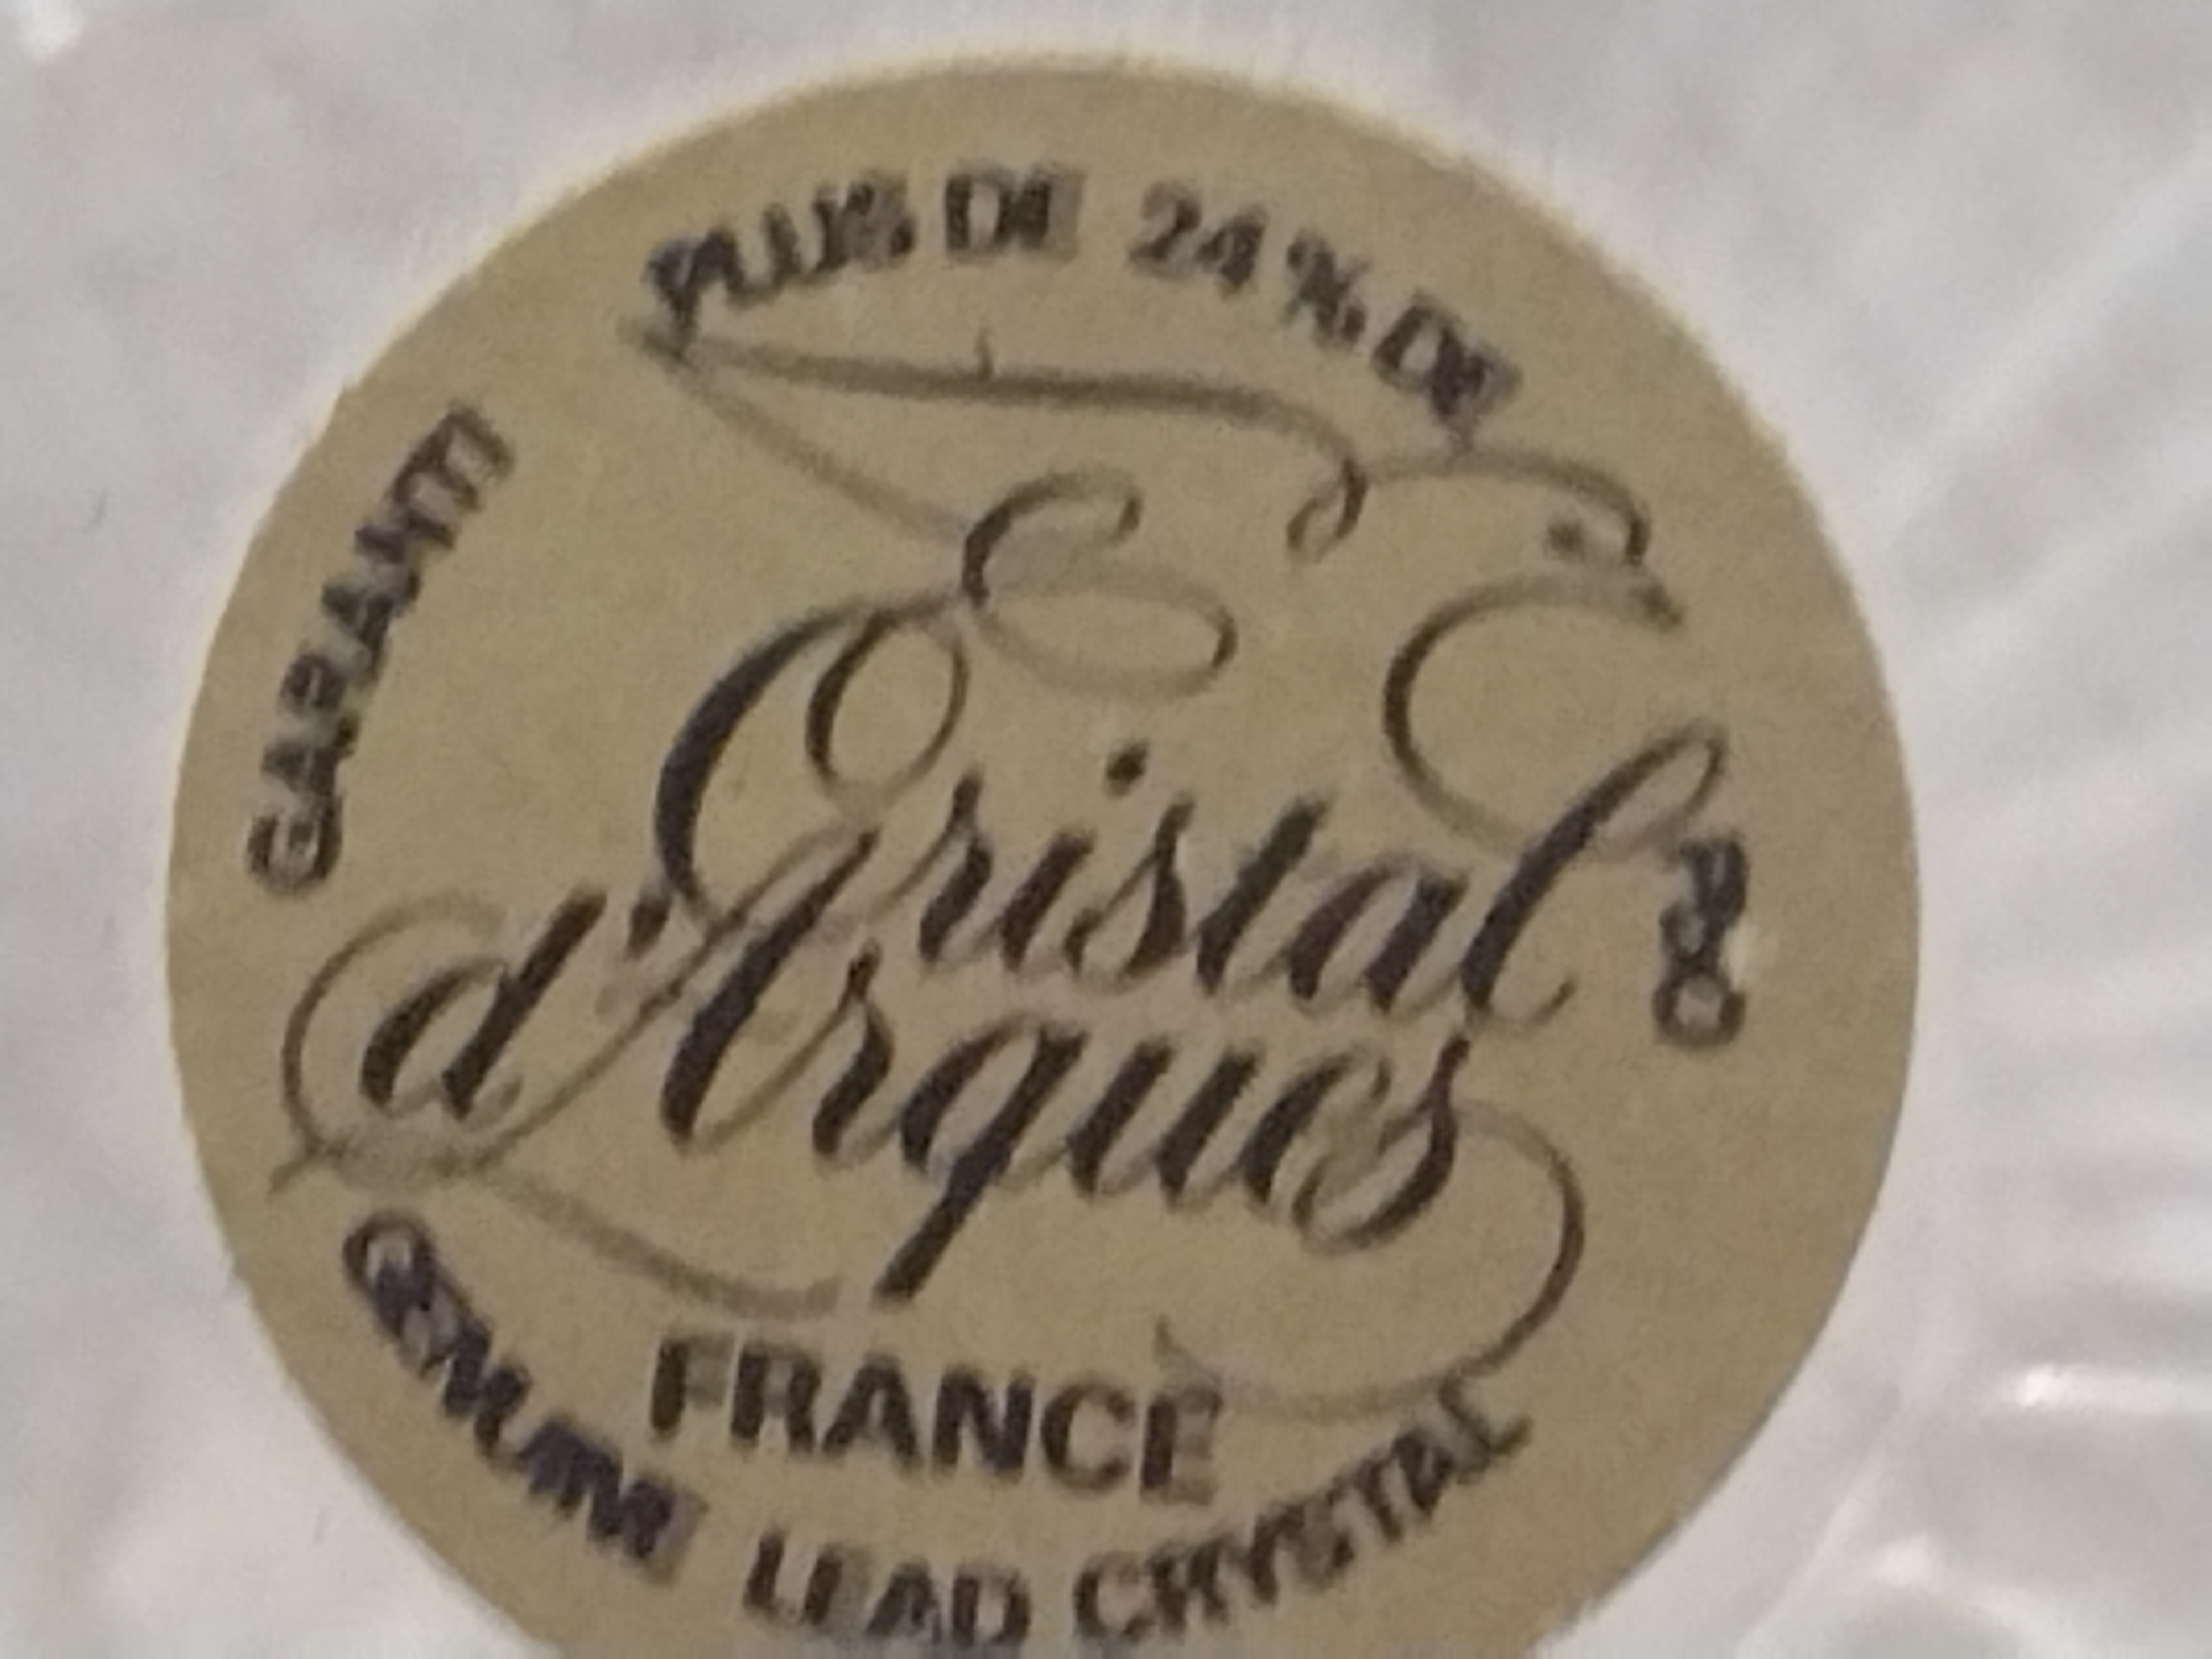 GARANTI
PLUS DE 24% DE
PBO
Cristal
d'Arques
FRANCE
GENUINE LEAD CRYSTAL